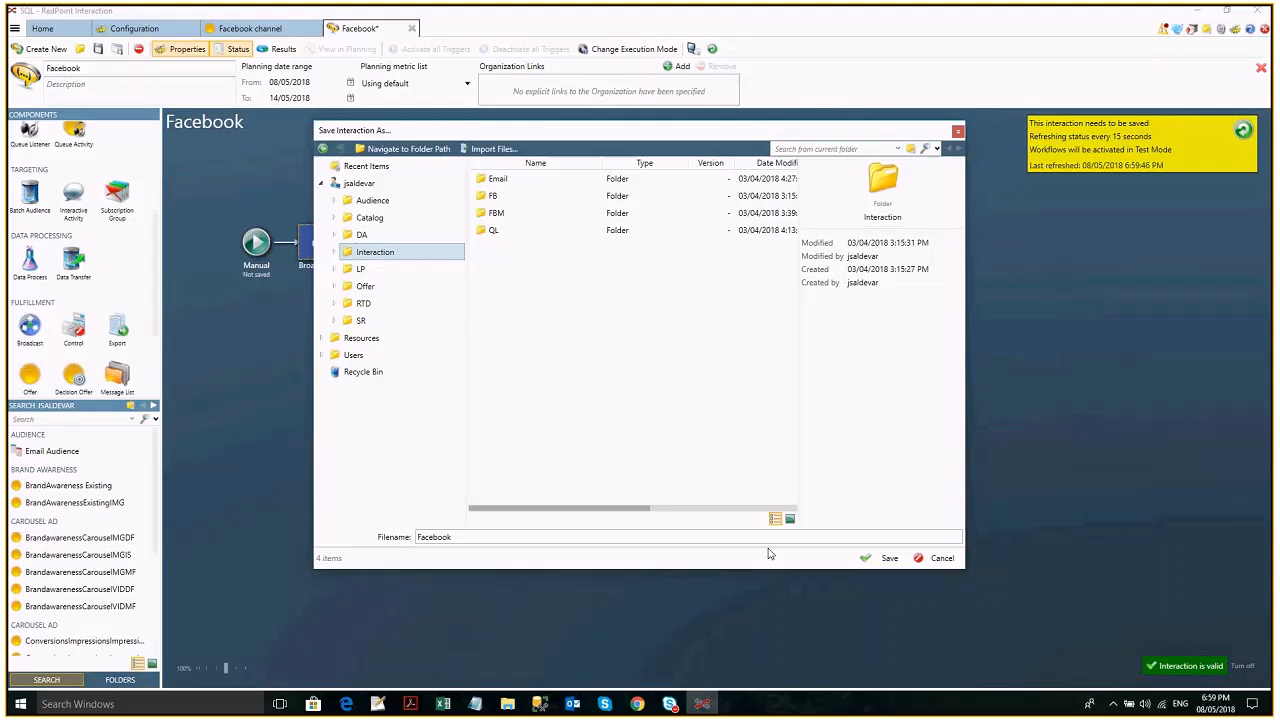 SQL - RedPoint Interaction
Home
Configuration
Facebook channel
Facebook*
Create New
Properties
Status
Results
View in Planning
Activate all Triggers
Deactivate all Triggers
Change Execution Mode
Facebook
Description
Planning date range
From: 08/05/2018
To: 14/05/2018
Planning metric list
Using default
Organization Links
Add
Remove
No explicit links to the Organization have been specified
COMPONENTS
Queue Listener
Queue Activity
TARGETING
Batch Audience
Interactive Activity
Subscription Group
DATA PROCESSING
Data Process
Data Transfer
FULFILLMENT
Broadcast
Control
Export
Offer
Decision Offer
Message List
SEARCH JSALDEVAR
Search
AUDIENCE
Email Audience
BRAND AWARENESS
BrandAwareness Existing
BrandAwarenessExistingIMG
CAROUSEL AD
BrandawarenessCarouselIMGDF
BrandawarenessCarouselIMGIS
BrandawarenessCarouselIMGMF
BrandawarenessCarouselVIDDF
BrandawarenessCarouselVIDMF
CAROUSEL AD
ConversionsImpressionsImpressi...
SEARCH
FOLDERS
Facebook
Manual
Not saved
Broa
Save Interaction As...
Navigate to Folder Path
Import Files...
Search from current folder
Recent Items
jsaldevar
Audience
Catalog
DA
Interaction
LP
Offer
RTD
SR
Resources
Users
Recycle Bin
Name Type Version Date Modifi
Email Folder - 03/04/2018 4:27:
FB Folder - 03/04/2018 3:15:
FBM Folder - 03/04/2018 3:39:
QL Folder - 03/04/2018 4:13:
Folder
Interaction
Modified 03/04/2018 3:15:31 PM
Modified by jsaldevar
Created 03/04/2018 3:15:27 PM
Created by jsaldevar
Filename: Facebook
4 items
Save
Cancel
This interaction needs to be saved
Refreshing status every 15 seconds
Workflows will be activated in Test Mode
Last refreshed: 08/05/2018 6:59:46 PM
100%
Interaction is valid
Turn off
Search Windows
ENG
6:59 PM
08/05/2018